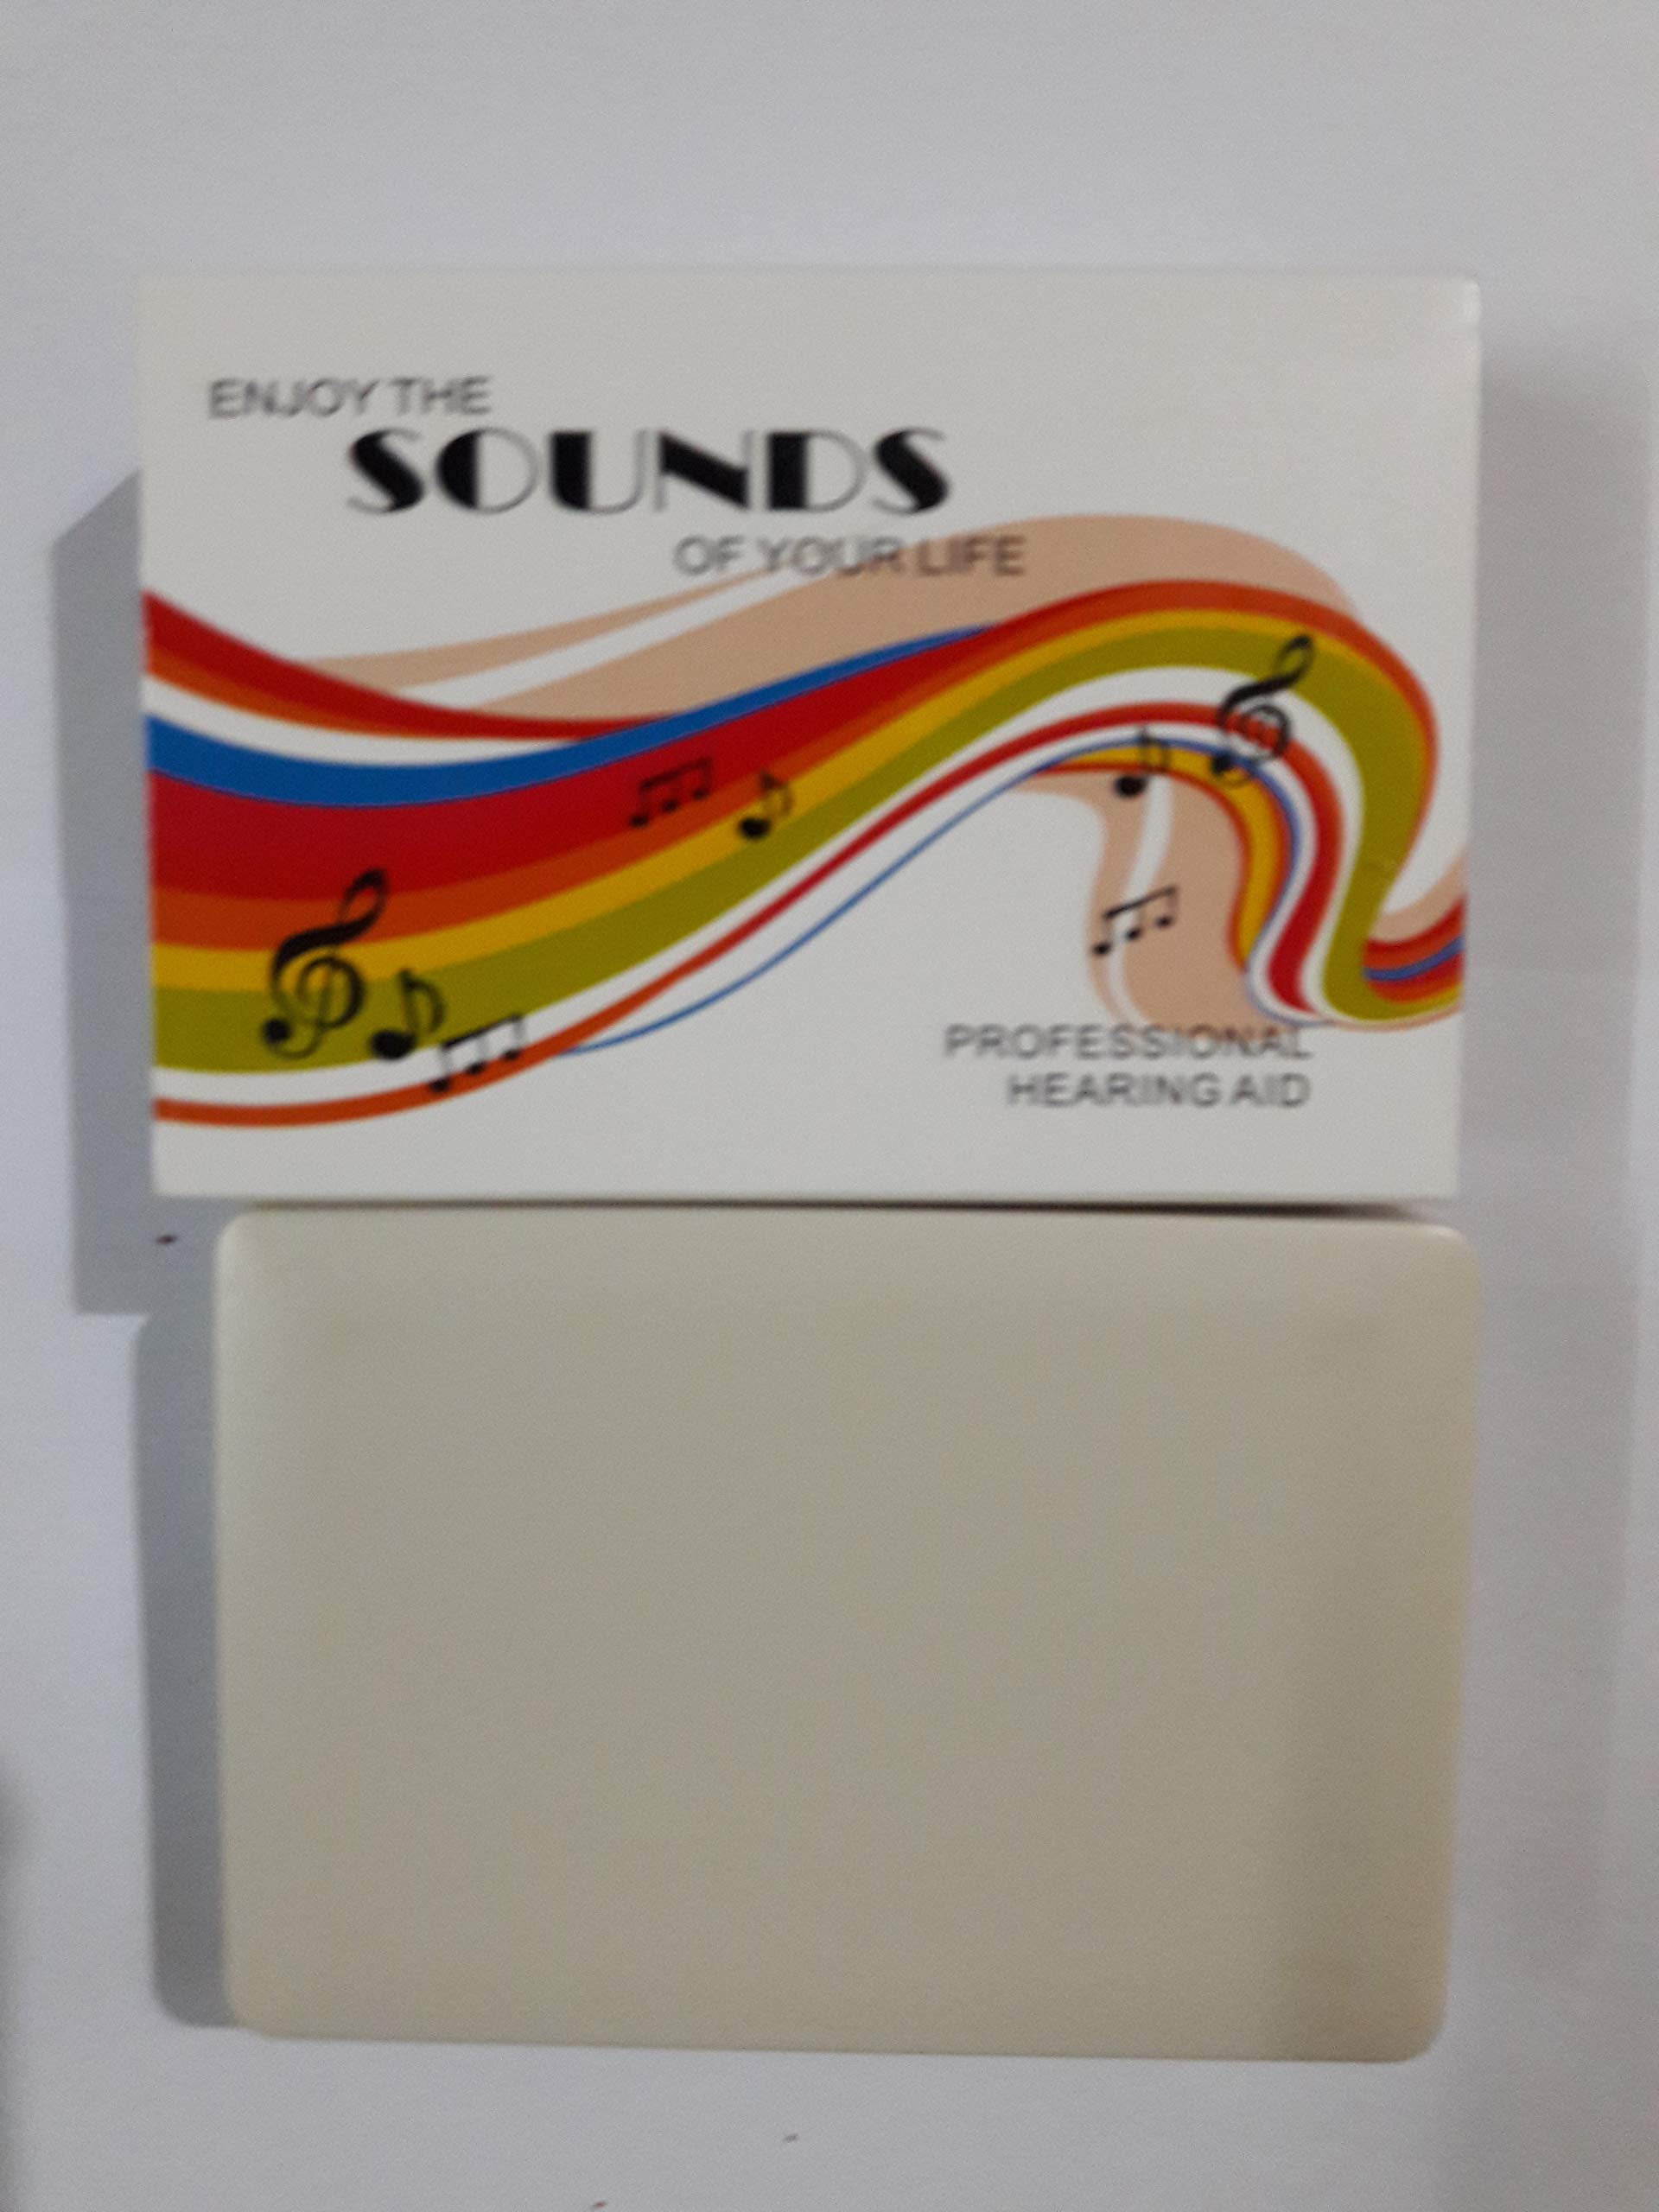 ENJOY THE
SOUNDS
OF YOUR LIFE
PROFESSIONAL
HEARING AID